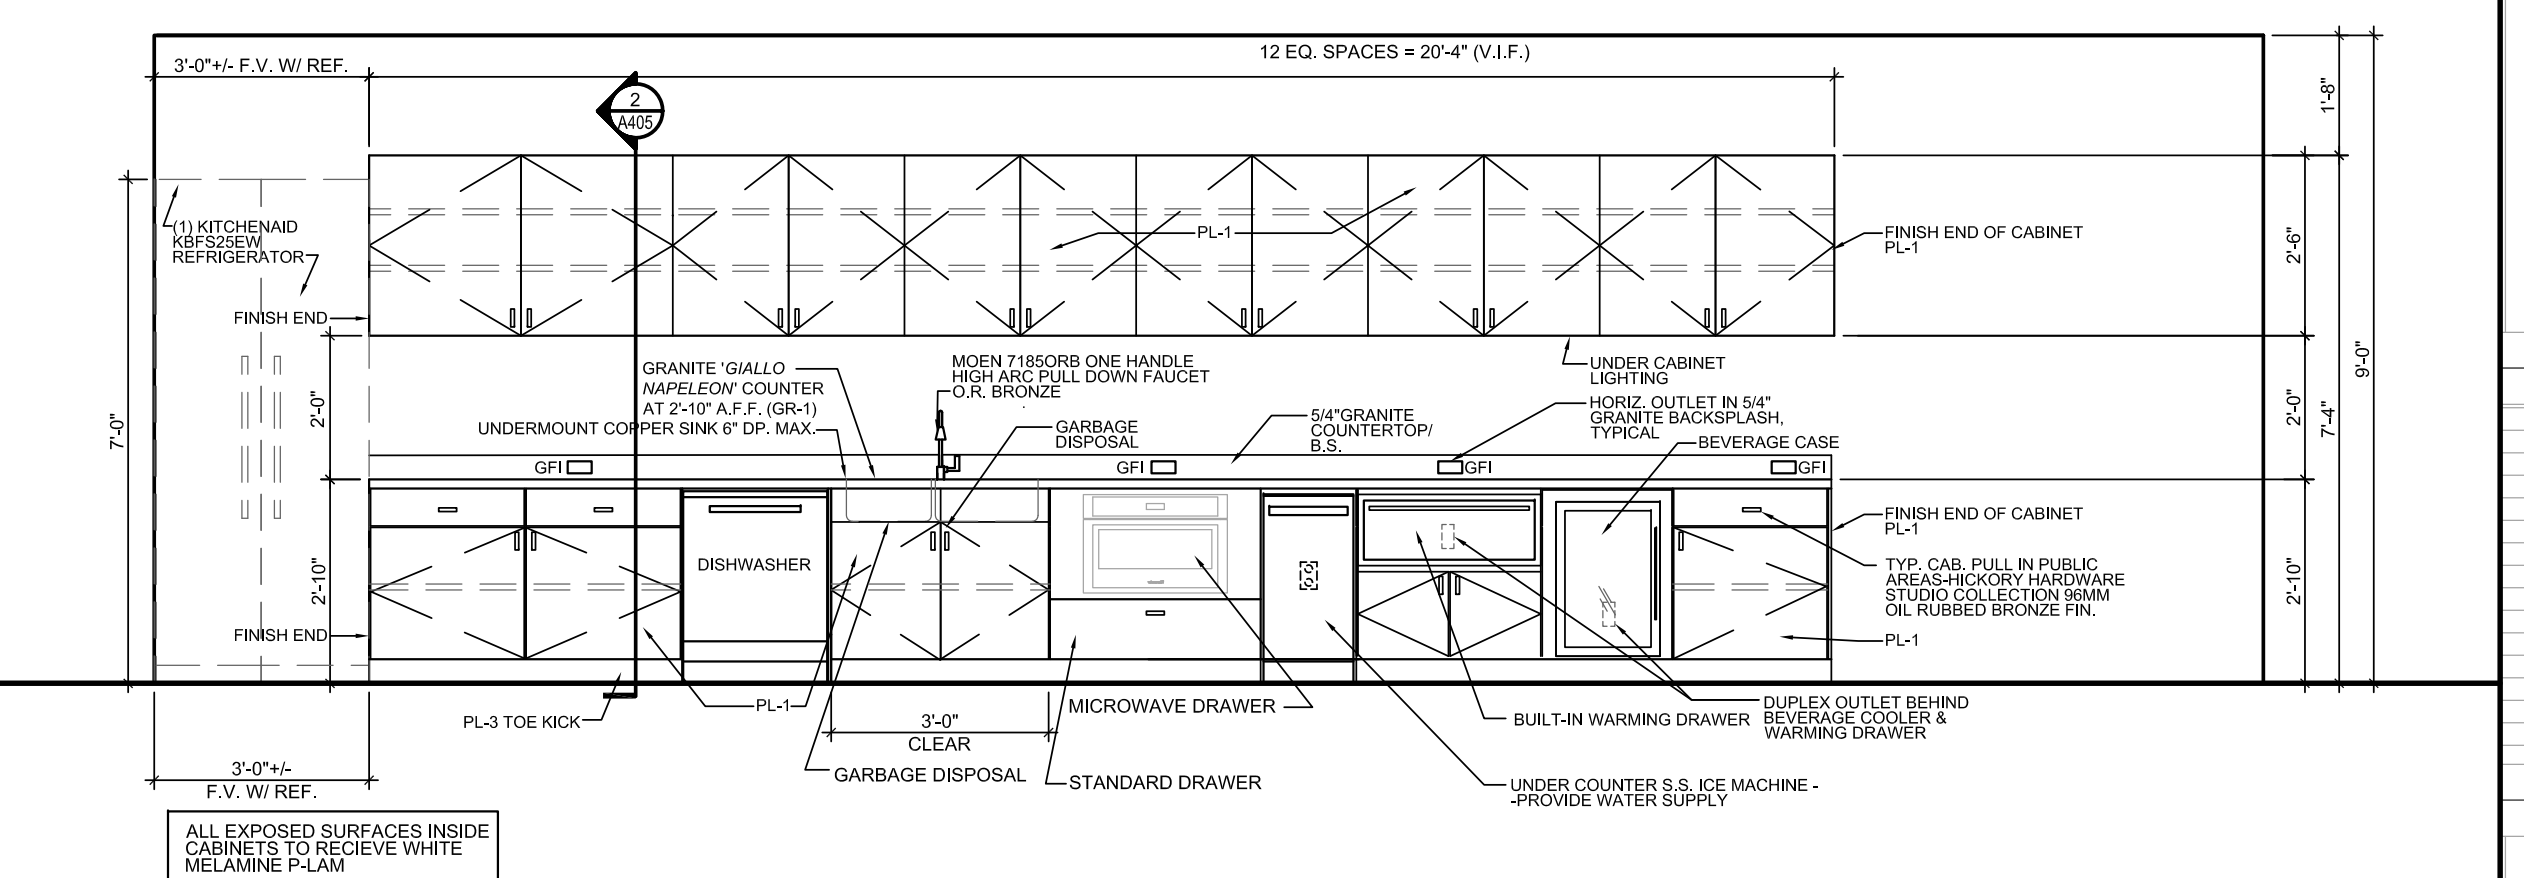 12 EQ. SPACES = 20'-4" (V.I.F.)
3'-0"+/- F.V. W/ REF.
2
A405
1'-8"
(1) KITCHENAID
KBFS25EW
REFRIGERATOR
PL-1
FINISH END OF CABINET
PL-1
2'-6"
FINISH END
9'-0"
7'-0"
2'-0"
GRANITE 'GIALLO
NAPELEON' COUNTER
AT 2'-10" A.F.F. (GR-1)
UNDERMOUNT COPPER SINK 6" DP. MAX.
MOEN 7185ORB ONE HANDLE
HIGH ARC PULL DOWN FAUCET
O.R. BRONZE
GARBAGE
DISPOSAL
5/4"GRANITE
COUNTERTOP/
B.S.
UNDER CABINET
LIGHTING
HORIZ. OUTLET IN 5/4"
GRANITE BACKSPLASH,
TYPICAL
BEVERAGE CASE
2'-0"
7'-4"
GFI
GFI
GFI
GFI
DISHWASHER
FINISH END OF CABINET
PL-1
TYP. CAB. PULL IN PUBLIC
AREAS-HICKORY HARDWARE
STUDIO COLLECTION 96MM
OIL RUBBED BRONZE FIN.
PL-1
2'-10"
2'-10"
FINISH END
PL-3 TOE KICK
PL-1
3'-0"
CLEAR
MICROWAVE DRAWER
BUILT-IN WARMING DRAWER
DUPLEX OUTLET BEHIND
BEVERAGE COOLER &
WARMING DRAWER
GARBAGE DISPOSAL
STANDARD DRAWER
UNDER COUNTER S.S. ICE MACHINE -
-PROVIDE WATER SUPPLY
3'-0"+/-
F.V. W/ REF.
ALL EXPOSED SURFACES INSIDE
CABINETS TO RECIEVE WHITE
MELAMINE P-LAM